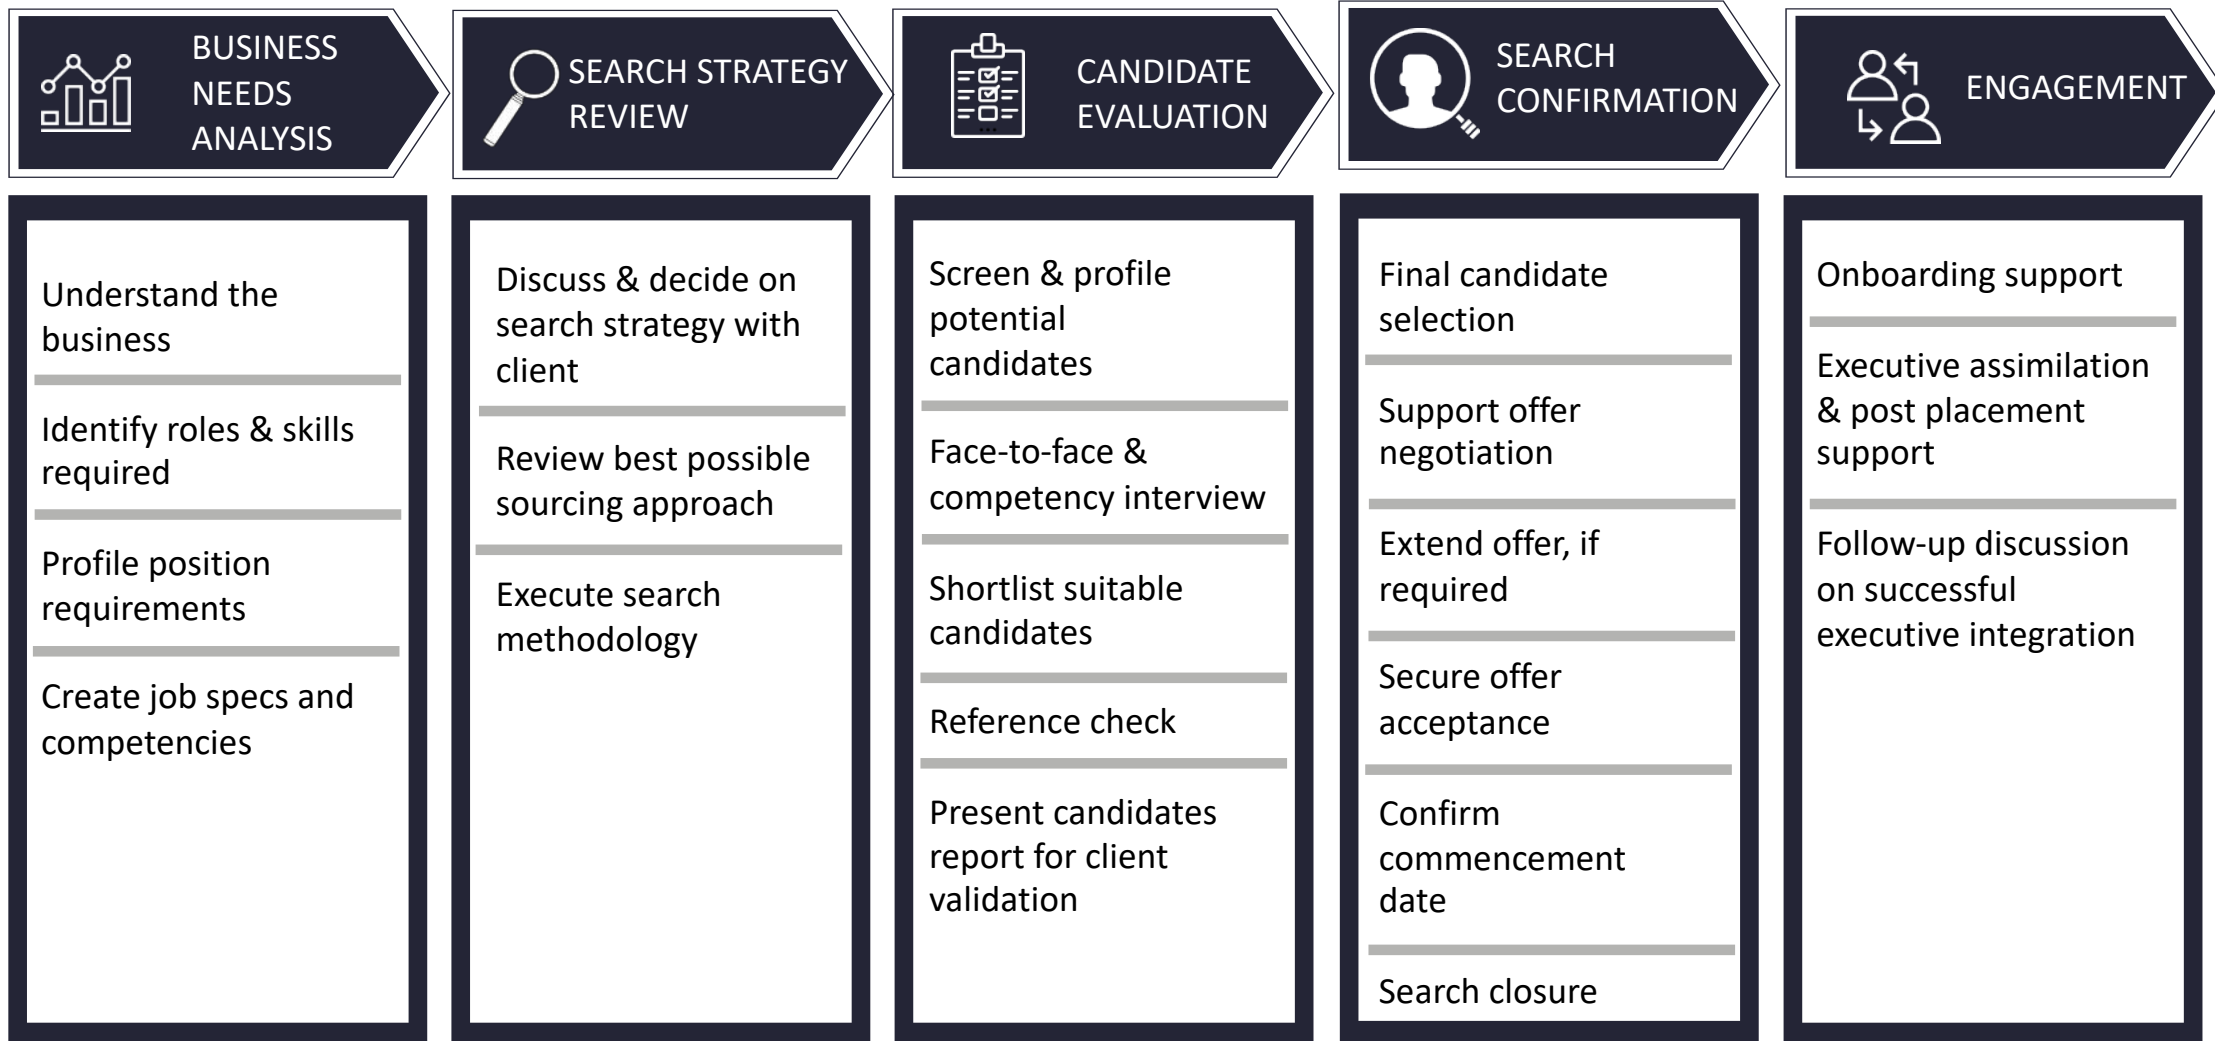 BUSINESS
NEEDS
ANALYSIS
Understand the
business
Identify roles & skills
required
Profile position
requirements
Create job specs and
competencies
SEARCH STRATEGY
REVIEW
Discuss & decide on
search strategy with
client
Review best possible
sourcing approach
Execute search
methodology
CANDIDATE
EVALUATION
Screen & profile
potential
candidates
Face-to-face &
competency interview
Shortlist suitable
candidates
Reference check
Present candidates
report for client
validation
SEARCH
CONFIRMATION
Final candidate
selection
Support offer
negotiation
Extend offer, if
required
Secure offer
acceptance
Confirm
commencement
date
Search closure
ENGAGEMENT
Onboarding support
Executive assimilation
& post placement
support
Follow-up discussion
on successful
executive integration